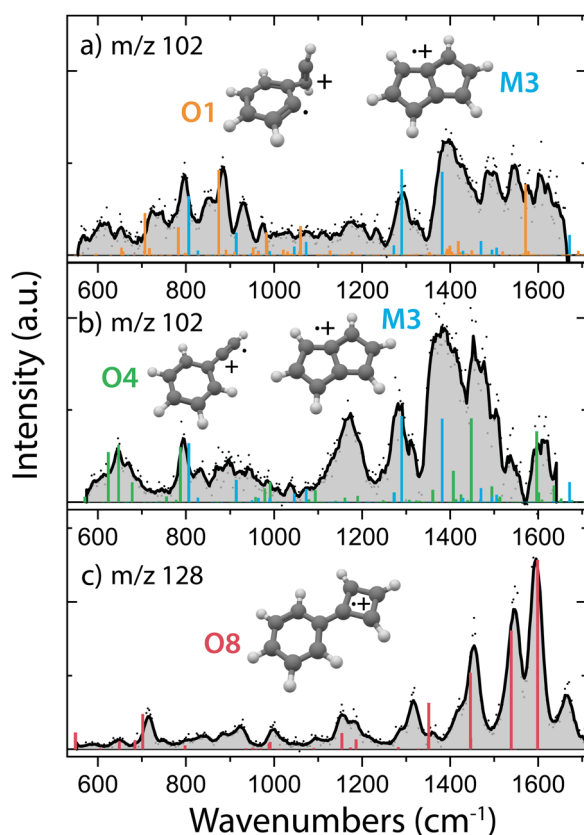 a) m/z 102
·+
+
·
O1
M3
600 800 1000 1200 1400 1600
b) m/z 102
M3
·+
+ ·
O4
600 800 1000 1200 1400 1600
c) m/z 128
·+
O8
600 800 1000 1200 1400 1600
Wavenumbers (cm⁻¹)
Intensity (a.u.)